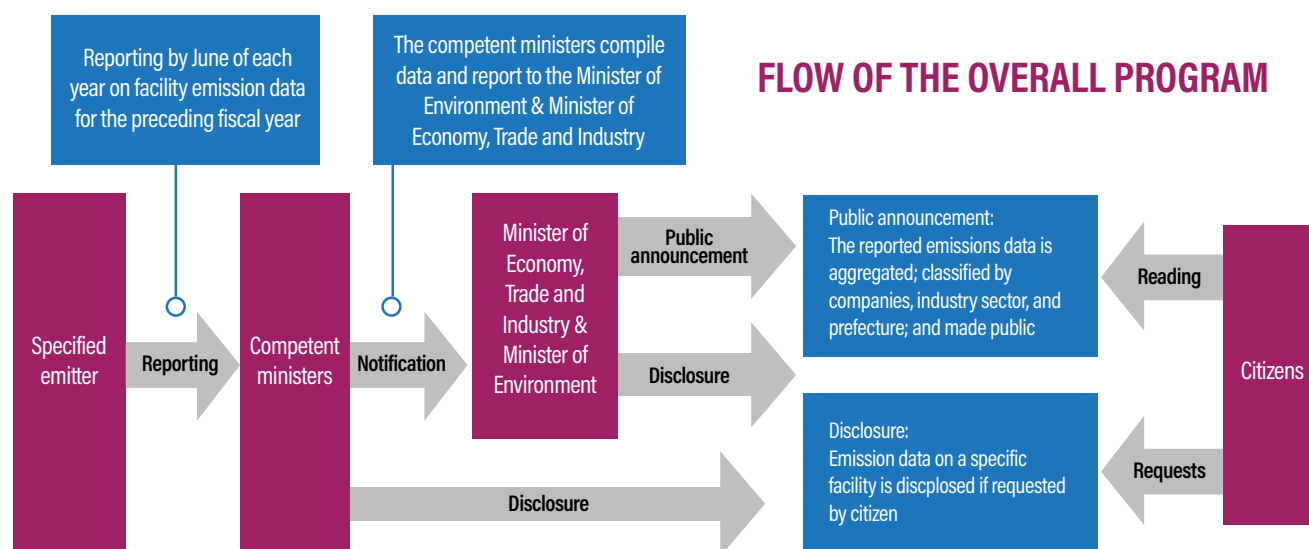 Reporting by June of each
year on facility emission data
for the preceding fiscal year
The competent ministers compile
data and report to the Minister of
Environment & Minister of
Economy, Trade and Industry
FLOW OF THE OVERALL PROGRAM
Specified
emitter
Reporting
Competent
ministers
Notification
Minister of
Economy,
Trade and
Industry &
Minister of
Environment
Public
announcement
Disclosure
Disclosure
Public announcement:
The reported emissions data is
aggregated; classified by
companies, industry sector, and
prefecture; and made public
Disclosure:
Emission data on a specific
facility is discplosed if requested
by citizen
Reading
Requests
Citizens